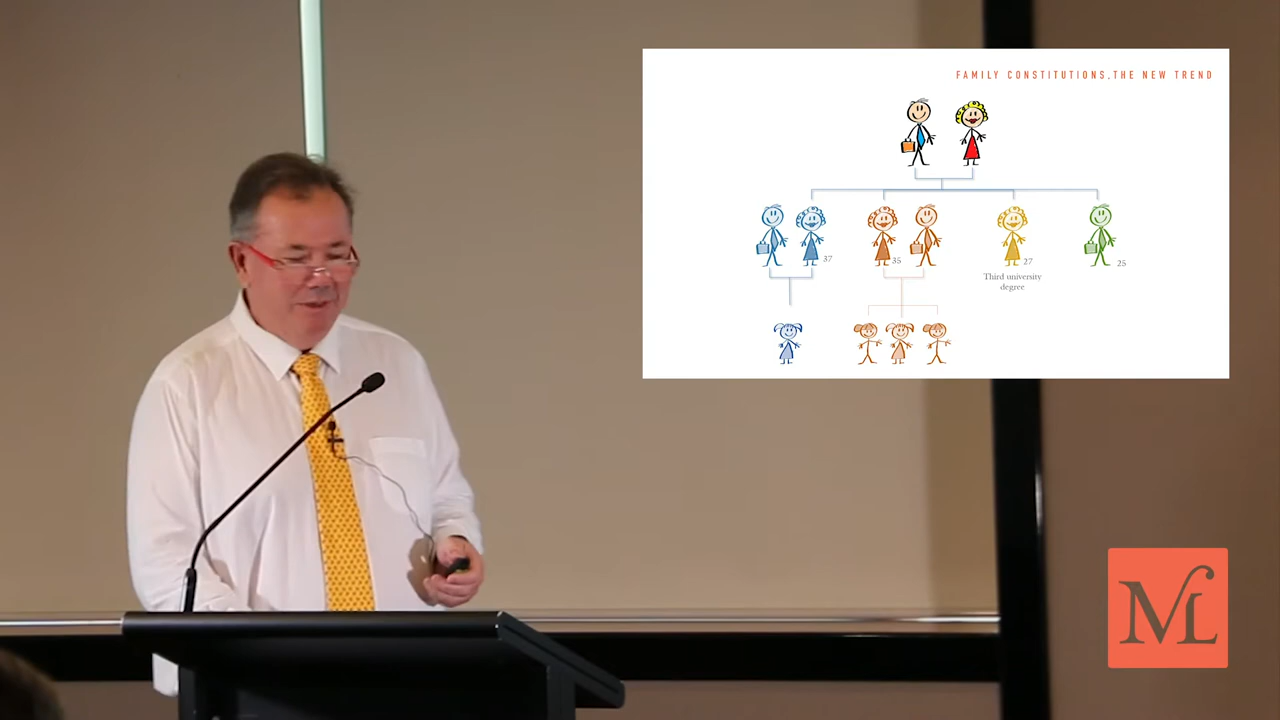 FAMILY CONSTITUTIONS.THE NEW TREND
37
35
27
25
Third university
degree
ML